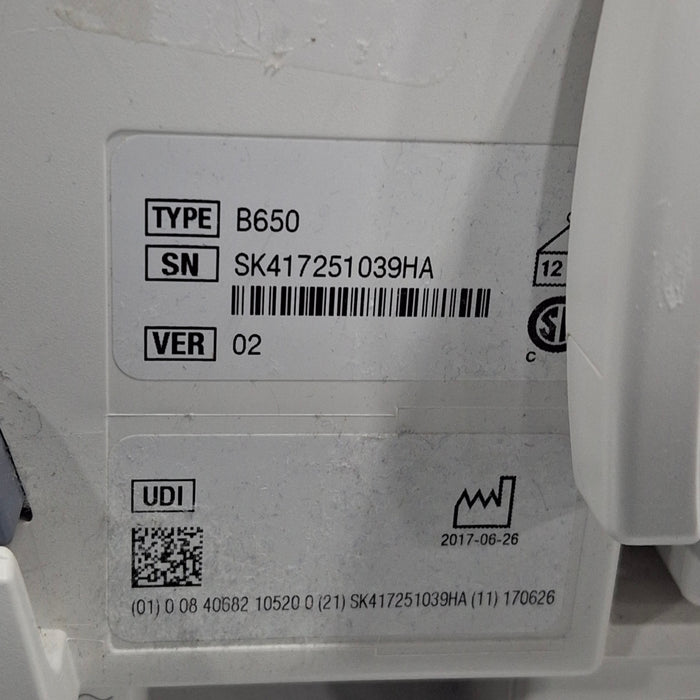 TYPE B650
SN SK417251039HA
12
VER 02
C
UDI
2017-06-26
(01) 0 08 40682 10520 0 (21) SK417251039HA (11) 170626